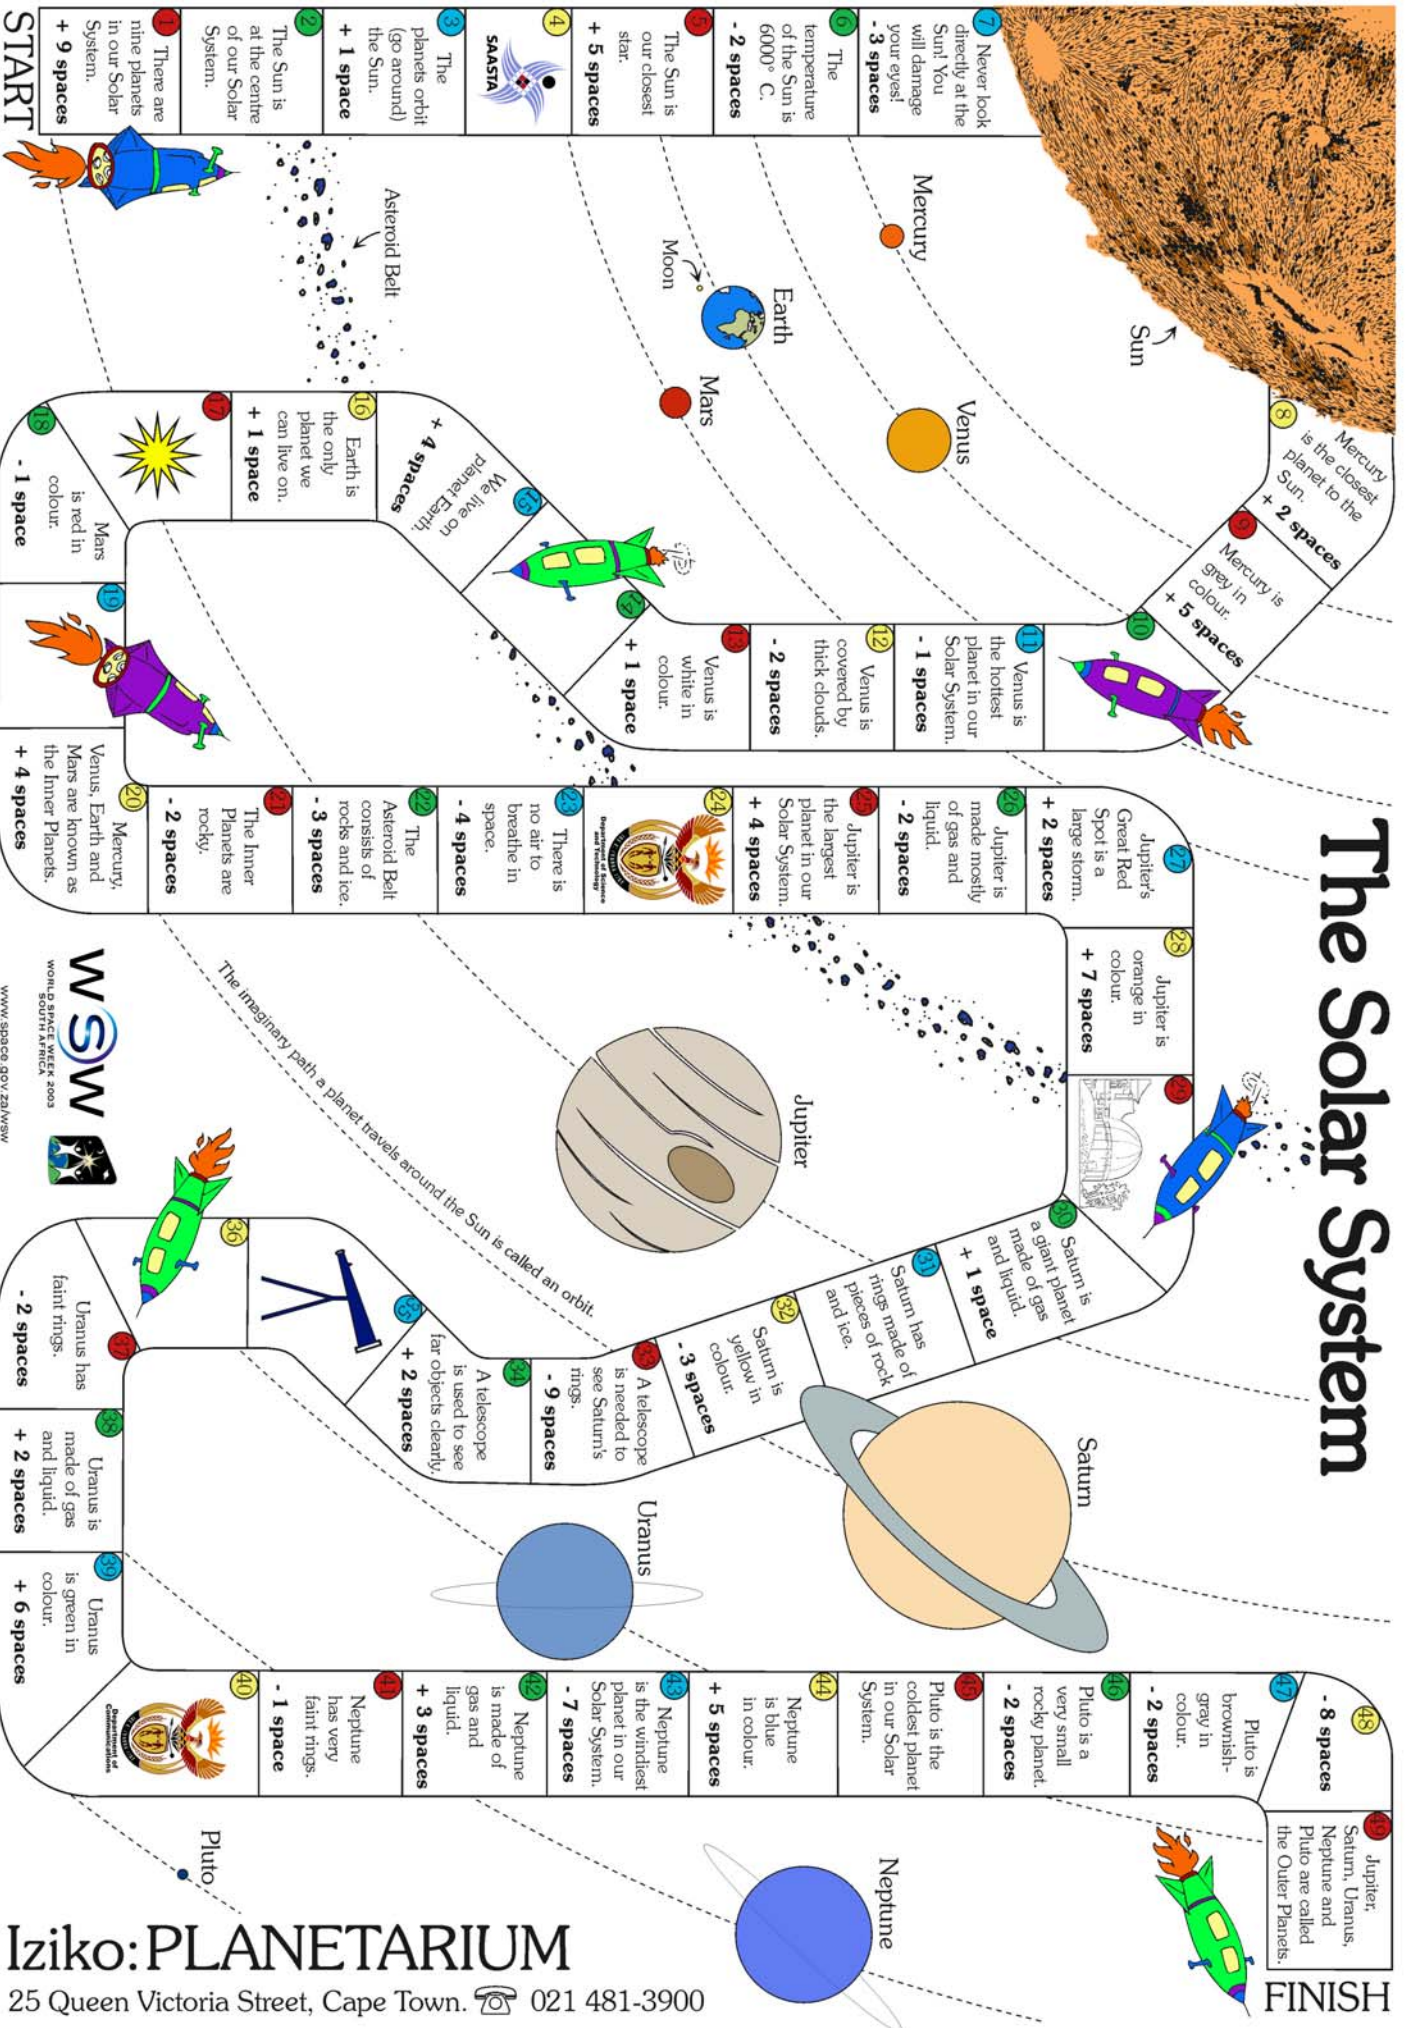 The Solar System
START
1
There are
nine planets
in our Solar
System.
+ 9 spaces
2
The Sun is
at the centre
of our Solar
System.
3
The
planets orbit
(go around)
the Sun.
+ 1 space
4
SAASTA
5
The Sun is
our closest
star.
+ 5 spaces
6
The
temperature
of the Sun is
6000° C.
- 2 spaces
7
Never look
directly at the
Sun! You
will damage
your eyes!
- 3 spaces
8
Mercury
is the closest
planet to the
Sun.
+ 2 spaces
9
Mercury is
grey in
colour.
+ 5 spaces
10
11
Venus is
the hottest
planet in our
Solar System.
- 1 spaces
12
Venus is
covered by
thick clouds.
- 2 spaces
13
Venus is
white in
colour.
+ 1 space
14
15
We live on
planet Earth.
+ 4 spaces
16
Earth is
the only
planet we
can live on.
+ 1 space
17
18
Mars
is red in
colour.
- 1 space
19
20
Mercury,
Venus, Earth and
Mars are known as
the Inner Planets.
+ 4 spaces
21
The Inner
Planets are
rocky.
- 2 spaces
22
The
Asteroid Belt
consists of
rocks and ice.
- 3 spaces
23
There is
no air to
breathe in
space.
- 4 spaces
24
Department of Science
and Technology
25
Jupiter is
the largest
planet in our
Solar System.
+ 4 spaces
26
Jupiter is
made mostly
of gas and
liquid.
- 2 spaces
27
Jupiter's
Great Red
Spot is a
large storm.
+ 2 spaces
28
Jupiter is
orange in
colour.
+ 7 spaces
29
30
Saturn is
a giant planet
made of gas
and liquid.
+ 1 space
31
Saturn has
rings made of
pieces of rock
and ice.
32
Saturn is
yellow in
colour.
- 3 spaces
33
A telescope
is needed to
see Saturn's
rings.
- 9 spaces
34
A telescope
is used to see
far objects clearly.
+ 2 spaces
35
36
37
Uranus has
faint rings.
- 2 spaces
38
Uranus is
made of gas
and liquid.
+ 2 spaces
39
Uranus
is green in
colour.
+ 6 spaces
40
Department of
Communications
41
Neptune
has very
faint rings.
- 1 space
42
Neptune
is made of
gas and
liquid.
+ 3 spaces
43
Neptune
is the windiest
planet in our
Solar System.
- 7 spaces
44
Neptune
is blue
in colour.
+ 5 spaces
45
Pluto is the
coldest planet
in our Solar
System.
46
Pluto is a
very small
rocky planet.
- 2 spaces
47
Pluto is
brownish-
gray in
colour.
- 2 spaces
48
- 8 spaces
49
Jupiter,
Saturn, Uranus,
Neptune and
Pluto are called
the Outer Planets.
FINISH
Sun
Mercury
Venus
Earth
Moon
Mars
Asteroid Belt
Jupiter
The imaginary path a planet travels around the Sun is called an orbit.
Saturn
Uranus
Neptune
Pluto
WSW
WORLD SPACE WEEK 2003
SOUTH AFRICA
www.space.gov.za/wsw
Iziko: PLANETARIUM
25 Queen Victoria Street, Cape Town. ☎ 021 481-3900